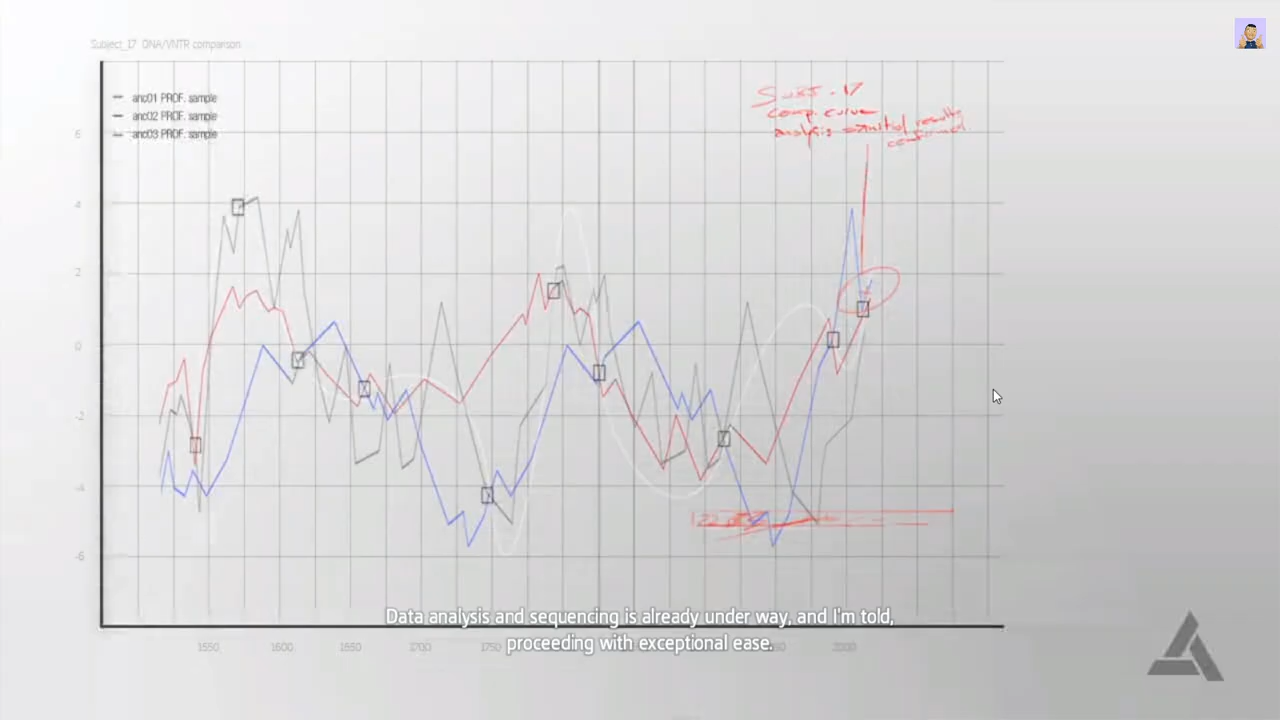 Subject_17 DNA/VNTR comparison
anc01 PROF. sample
anc02 PROF. sample
anc03 PROF. sample
SUBJ. 17
comp. curve
analysis results
confirmed
6
4
2
0
-2
-4
-6
1550
1600
1650
1700
1750
2000
Data analysis and sequencing is already under way, and I'm told,
proceeding with exceptional ease.